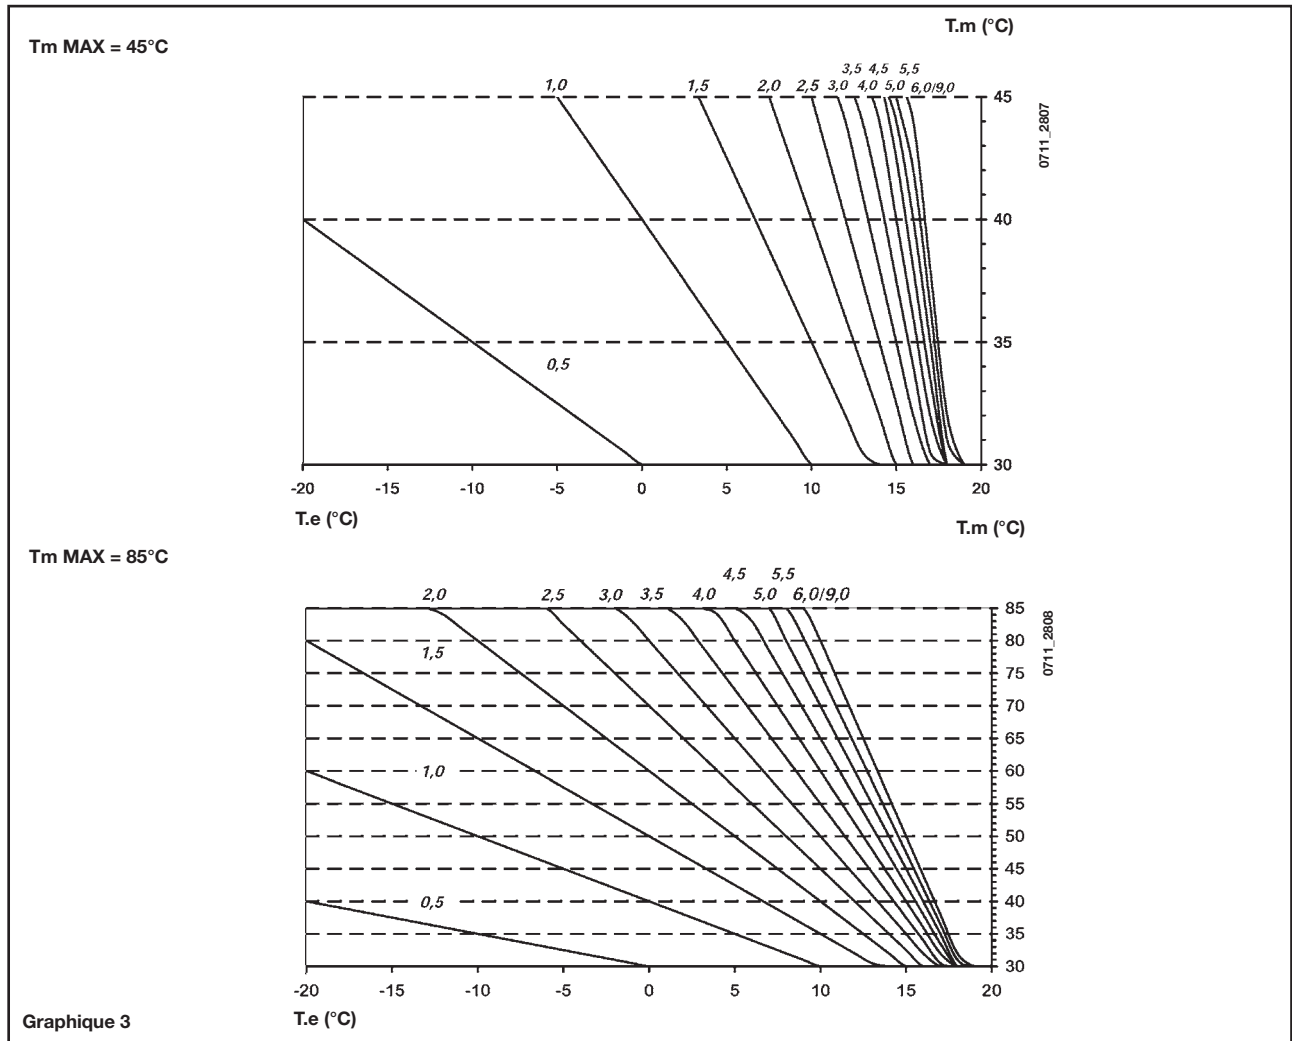 T.m (°C)
Tm MAX = 45°C
3,5 4,5 5,5
1,0 1,5 2,0 2,5 3,0 4,0 5,0 6,0/9,0
45
0711_2807
40
35
0,5
30
-20 -15 -10 -5 0 5 10 15 20
T.e (°C)
T.m (°C)
Tm MAX = 85°C
4,5 5,5
2,0 2,5 3,0 3,5 4,0 5,0 6,0/9,0
85
0711_2808
80
1,5
75
70
65
1,0 60
55
50
45
0,5 40
35
30
-20 -15 -10 -5 0 5 10 15 20
Graphique 3
T.e (°C)